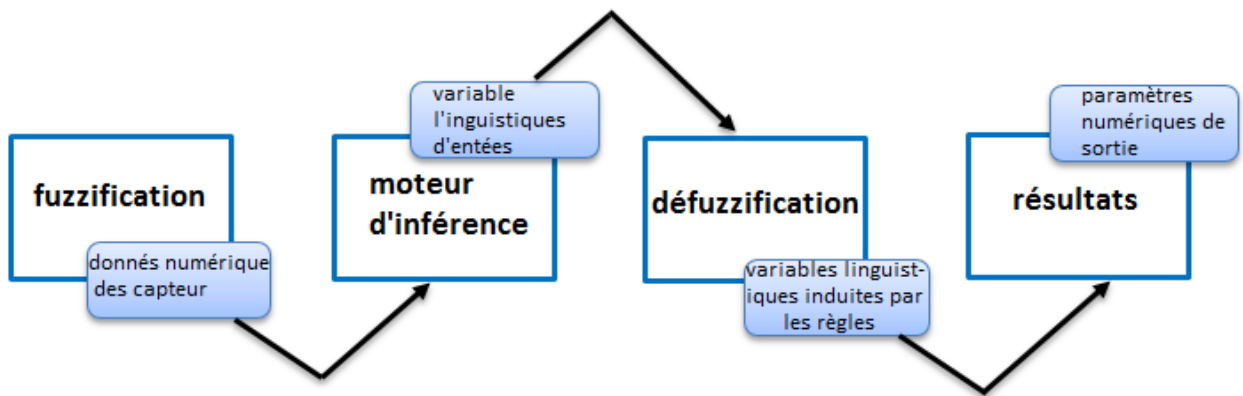 fuzzification
donnés numérique
des capteur
variable
l'inguistiques
d'entées
moteur
d'inférence
défuzzification
variables linguist-
iques induites par
les règles
paramètres
numériques de
sortie
résultats